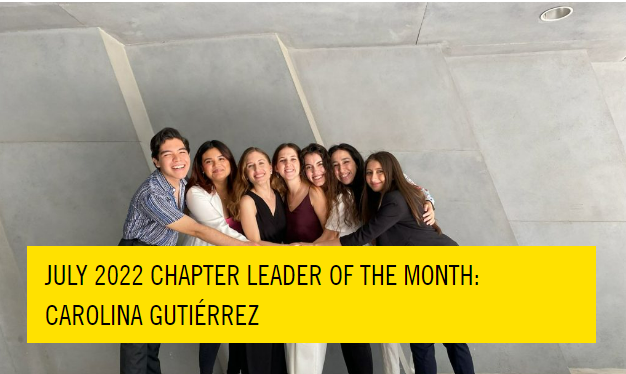 JULY 2022 CHAPTER LEADER OF THE MONTH:
CAROLINA GUTIÉRREZ